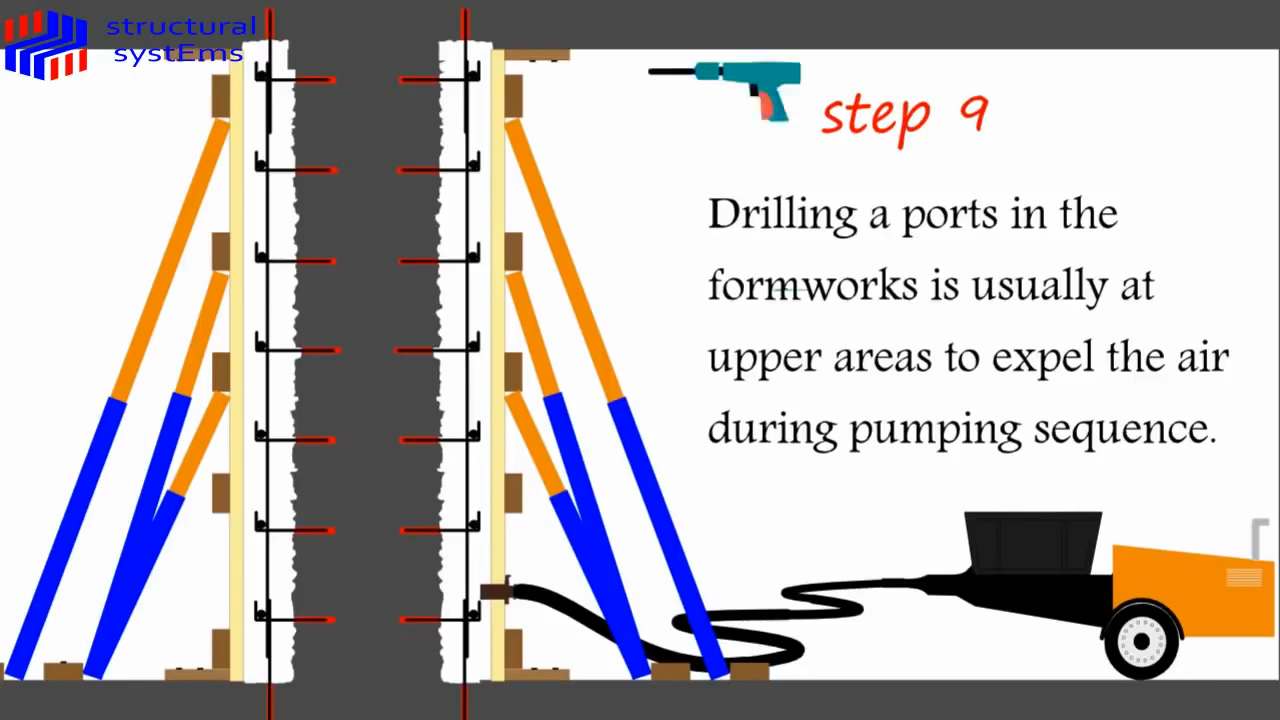 structural
systEms
step 9
Drilling a ports in the
formworks is usually at
upper areas to expel the air
during pumping sequence.